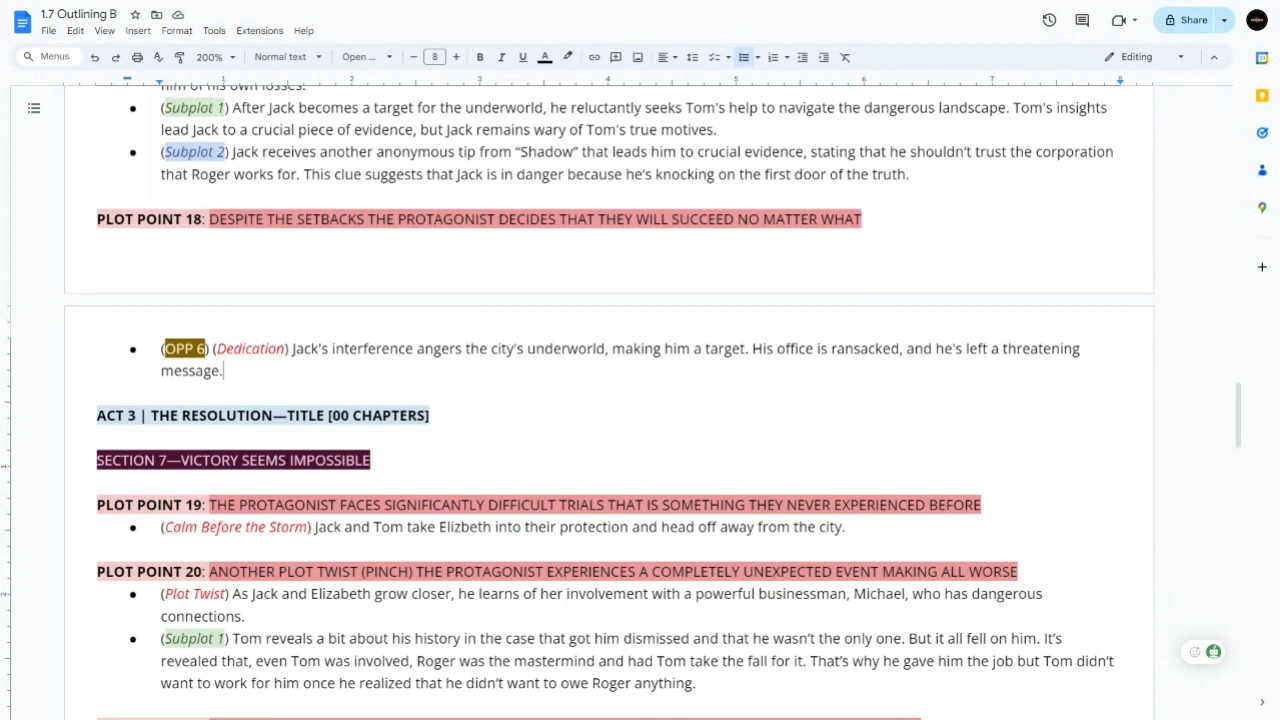 1.7 Outlining B
File Edit View Insert Format Tools Extensions Help
Share
Menus 200% Normal text Open ... 8 B I U A Editing
1 2 3 4 5 6 7 8
him of his own losses!
(Subplot 1) After Jack becomes a target for the underworld, he reluctantly seeks Tom's help to navigate the dangerous landscape. Tom's insights
lead Jack to a crucial piece of evidence, but Jack remains wary of Tom's true motives.
(Subplot 2) Jack receives another anonymous tip from “Shadow” that leads him to crucial evidence, stating that he shouldn’t trust the corporation
that Roger works for. This clue suggests that Jack is in danger because he’s knocking on the first door of the truth.
PLOT POINT 18: DESPITE THE SETBACKS THE PROTAGONIST DECIDES THAT THEY WILL SUCCEED NO MATTER WHAT
(OPP 6) (Dedication) Jack's interference angers the city's underworld, making him a target. His office is ransacked, and he's left a threatening
message.
ACT 3 | THE RESOLUTION—TITLE [00 CHAPTERS]
SECTION 7—VICTORY SEEMS IMPOSSIBLE
PLOT POINT 19: THE PROTAGONIST FACES SIGNIFICANTLY DIFFICULT TRIALS THAT IS SOMETHING THEY NEVER EXPERIENCED BEFORE
(Calm Before the Storm) Jack and Tom take Elizbeth into their protection and head off away from the city.
PLOT POINT 20: ANOTHER PLOT TWIST (PINCH) THE PROTAGONIST EXPERIENCES A COMPLETELY UNEXPECTED EVENT MAKING ALL WORSE
(Plot Twist) As Jack and Elizabeth grow closer, he learns of her involvement with a powerful businessman, Michael, who has dangerous
connections.
(Subplot 1) Tom reveals a bit about his history in the case that got him dismissed and that he wasn’t the only one. But it all fell on him. It’s
revealed that, even Tom was involved, Roger was the mastermind and had Tom take the fall for it. That’s why he gave him the job but Tom didn’t
want to work for him once he realized that he didn’t want to owe Roger anything.